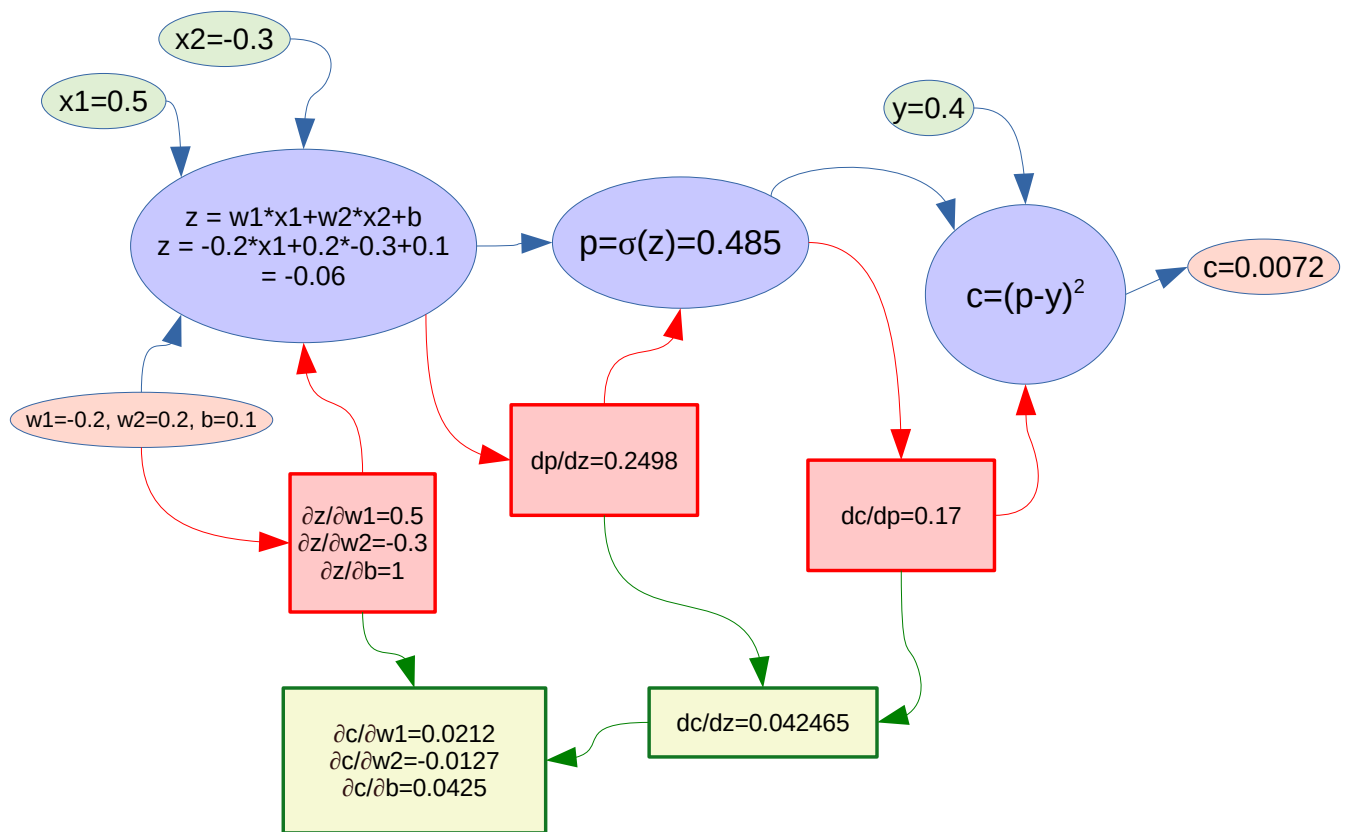 x2=-0.3
x1=0.5
y=0.4
z = w1*x1+w2*x2+b
z = -0.2*x1+0.2*-0.3+0.1
= -0.06
p=σ(z)=0.485
c=(p-y)²
c=0.0072
w1=-0.2, w2=0.2, b=0.1
∂z/∂w1=0.5
∂z/∂w2=-0.3
∂z/∂b=1
dp/dz=0.2498
dc/dp=0.17
∂c/∂w1=0.0212
∂c/∂w2=-0.0127
∂c/∂b=0.0425
dc/dz=0.042465